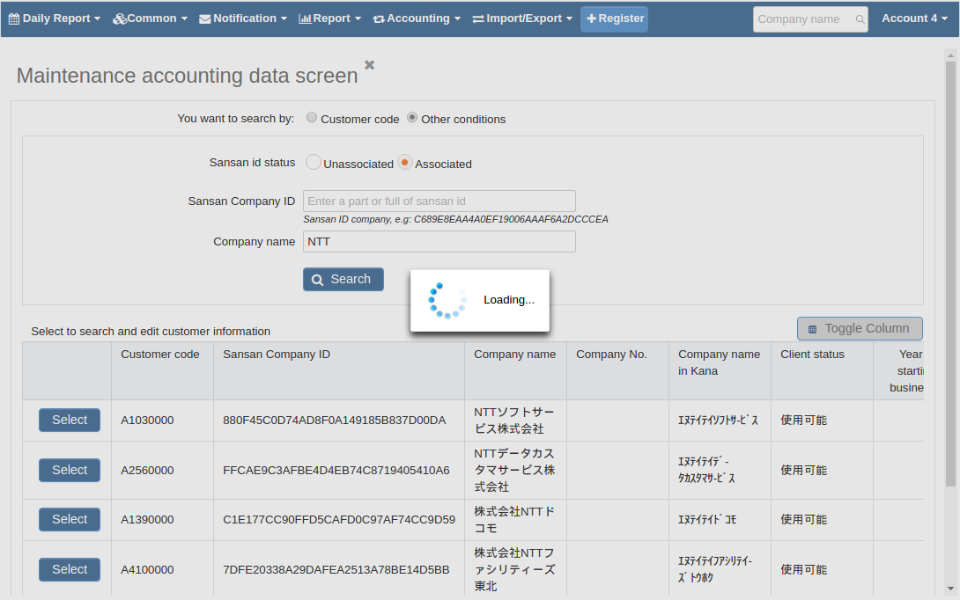 Daily Report Common Notification Report Accounting Import/Export Register Company name Account 4
Maintenance accounting data screen
You want to search by: Customer code Other conditions
Sansan id status Unassociated Associated
Sansan Company ID Enter a part or full of sansan id
Sansan ID company, e.g: C689E8EAA4A0EF19006AAAF6A2DCCCEA
Company name NTT
Search
Loading...
Select to search and edit customer information Toggle Column
Customer code Sansan Company ID Company name Company No. Company name Client status Year
in Kana starti
busine
Select A1030000 880F45C0D74AD8F0A149185B837D00DA NTTソフトサー ｴﾇﾃｲﾃｲｿﾌﾄｻｰﾋﾞｽ 使用可能
ビス株式会社
Select A2560000 FFCAE9C3AFBE4D4EB74C8719405410A6 NTTデータカス ｴﾇﾃｲﾃｲﾃﾞｰ 使用可能
タマサービス株 ﾀｶｽﾀﾏｻｰﾋﾞｽ
式会社
Select A1390000 C1E177CC90FFD5CAFD0C97AF74CC9D59 株式会社NTTド ｴﾇﾃｲﾃｲﾄﾞｺﾓ 使用可能
コモ
Select A4100000 7DFE20338A29DAFEA2513A78BE14D5BB 株式会社NTTフ ｴﾇﾃｲﾃｲﾌｱｼﾘﾃｲｰ 使用可能
ァシリティーズ ｽﾞﾄｳﾎｸ
東北